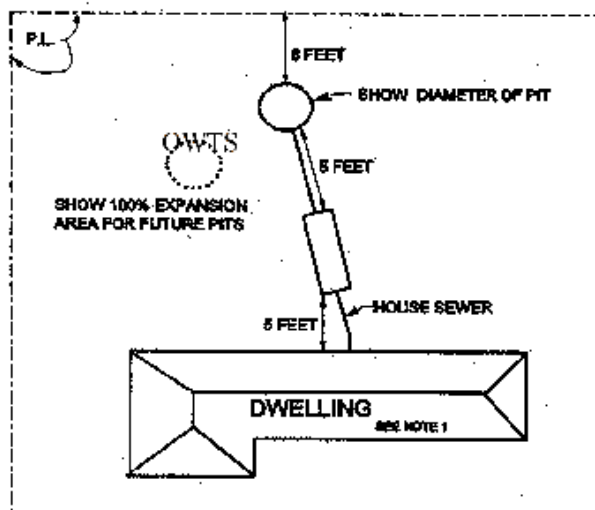 P.L.
8 FEET
SHOW DIAMETER OF PIT
OWTS
5 FEET
SHOW 100% EXPANSION
AREA FOR FUTURE PITS
HOUSE SEWER
5 FEET
DWELLING
SEE NOTE 1